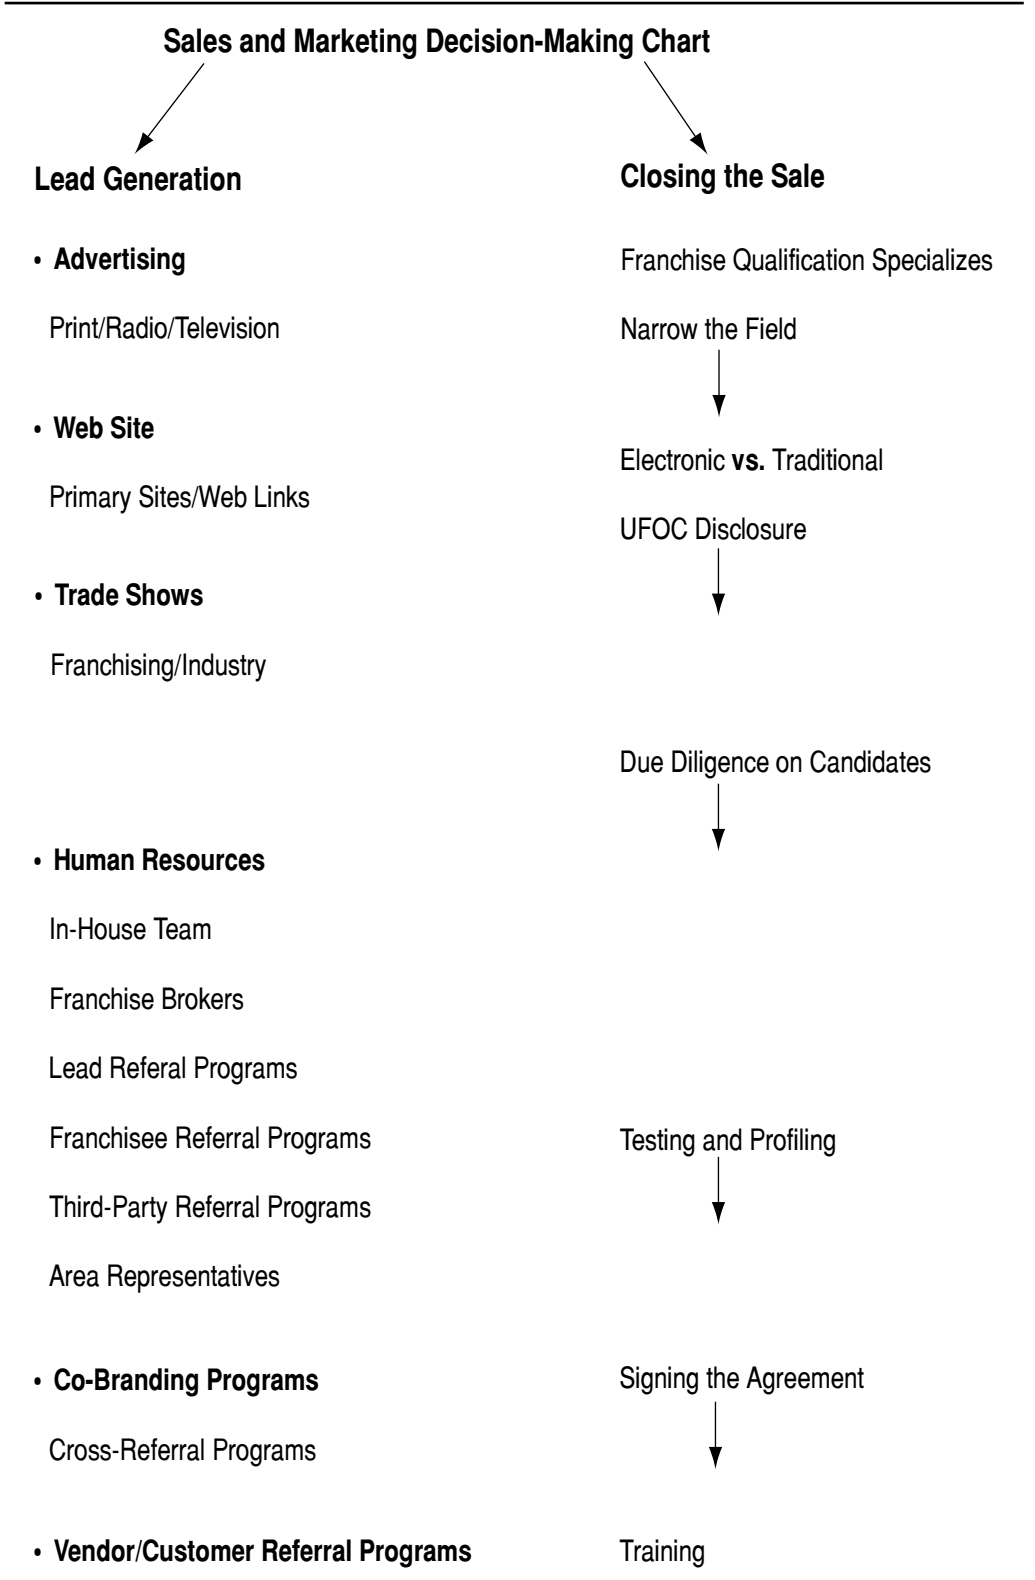 Sales and Marketing Decision-Making Chart
Lead Generation
• Advertising
Print/Radio/Television
• Web Site
Primary Sites/Web Links
• Trade Shows
Franchising/Industry
• Human Resources
In-House Team
Franchise Brokers
Lead Referal Programs
Franchisee Referral Programs
Third-Party Referral Programs
Area Representatives
• Co-Branding Programs
Cross-Referral Programs
• Vendor/Customer Referral Programs
Closing the Sale
Franchise Qualification Specializes
Narrow the Field
Electronic vs. Traditional
UFOC Disclosure
Due Diligence on Candidates
Testing and Profiling
Signing the Agreement
Training